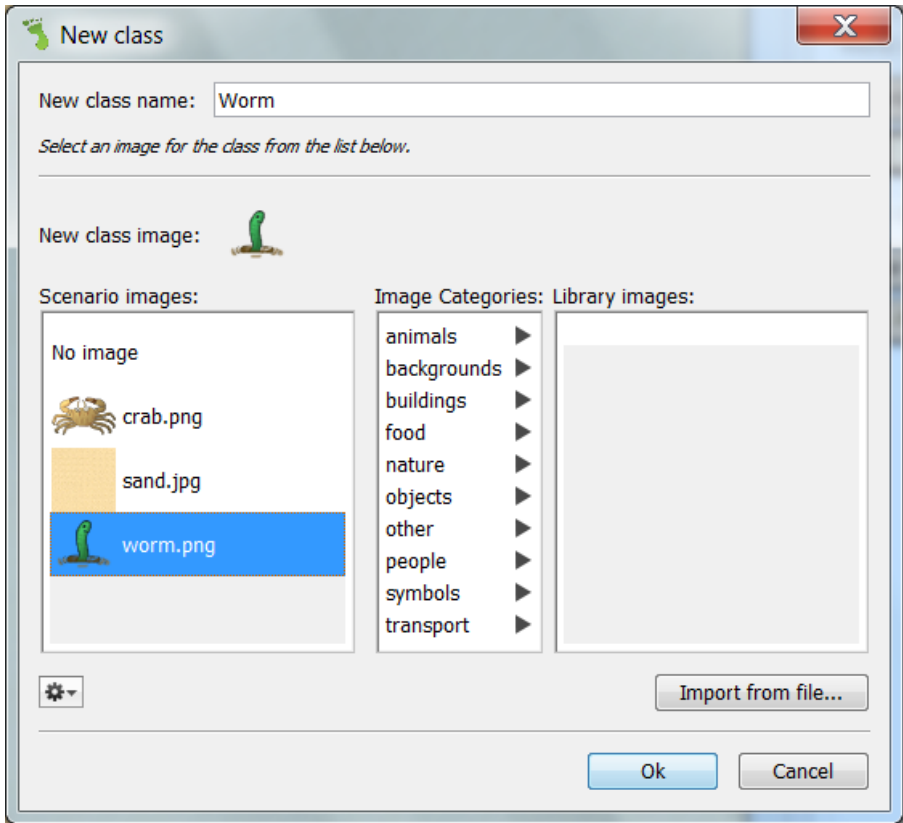 New class
X
New class name: Worm
Select an image for the class from the list below.
New class image:
Scenario images:
No image
crab.png
sand.jpg
worm.png
Image Categories:
animals
backgrounds
buildings
food
nature
objects
other
people
symbols
transport
Library images:
Import from file...
Ok
Cancel